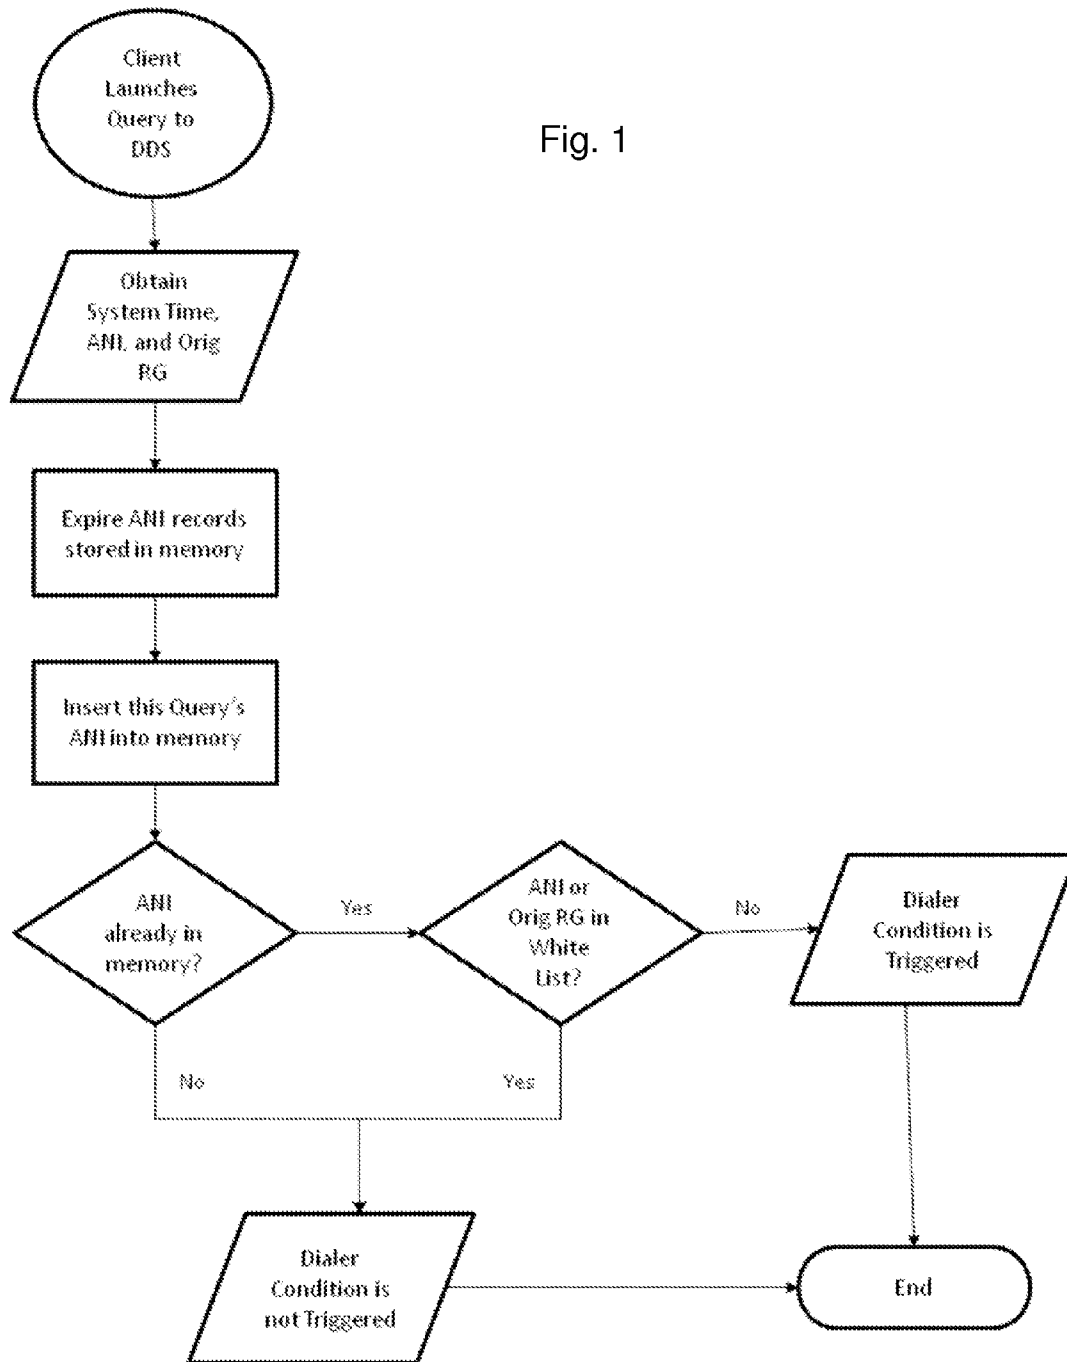 Client
Launches
Query to
DDS
Fig. 1
Obtain
System Time,
ANI, and Orig
RG
Expire ANI records
stored in memory
Insert this Query's
ANI into memory
ANI
already in
memory?
Yes
ANI or
Orig RG in
White
List?
No
Dialer
Condition is
Triggered
No
Yes
Dialer
Condition is
not Triggered
End